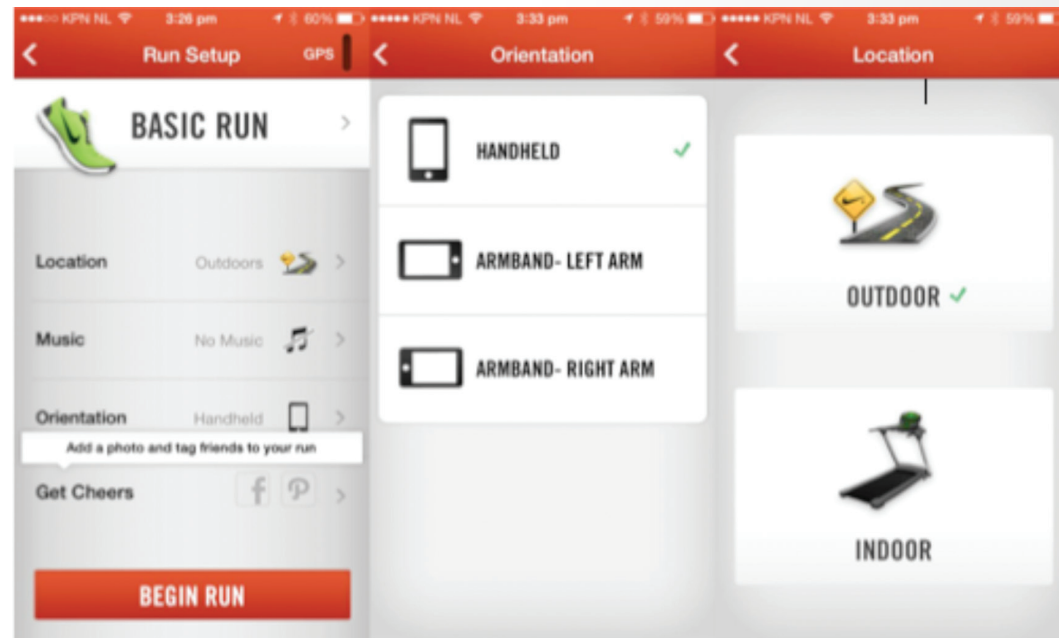 KPN NL 3:26 pm 60%
Run Setup GPS
BASIC RUN
Location Outdoors
Music No Music
Orientation Handheld
Add a photo and tag friends to your run
Get Cheers
BEGIN RUN
KPN NL 3:33 pm 59%
Orientation
HANDHELD
ARMBAND- LEFT ARM
ARMBAND- RIGHT ARM
KPN NL 3:33 pm 59%
Location
OUTDOOR
INDOOR